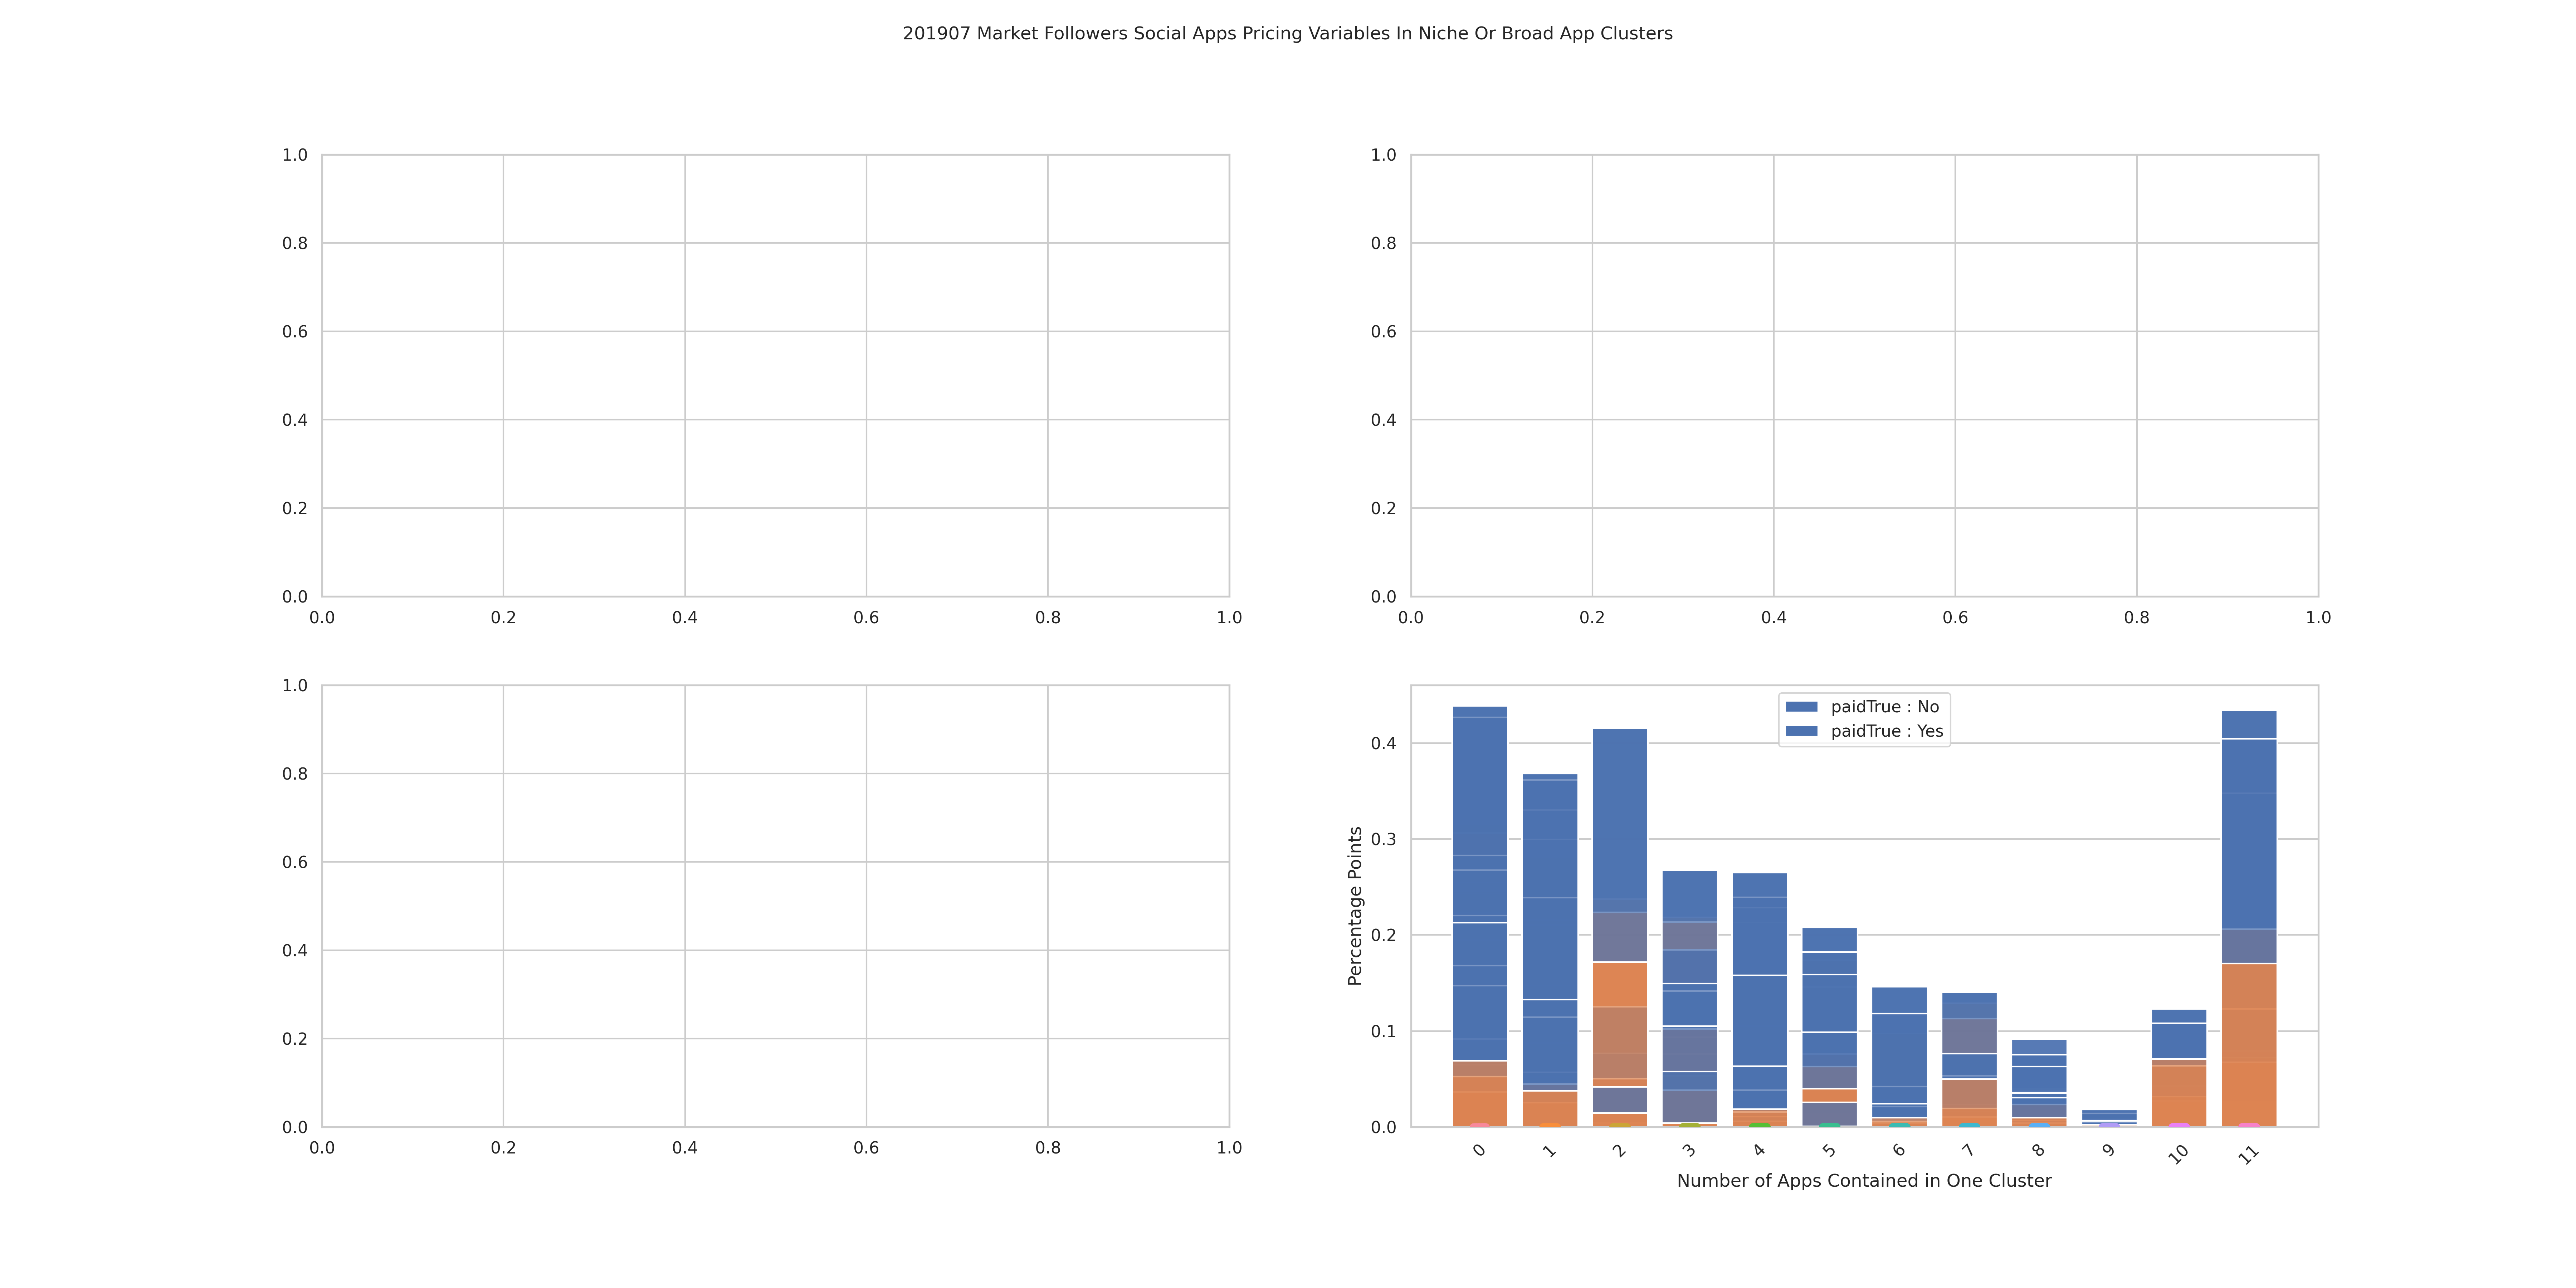 201907 Market Followers Social Apps Pricing Variables In Niche Or Broad App Clusters
1.0
0.8
0.6
0.4
0.2
0.0
0.0 0.2 0.4 0.6 0.8 1.0
1.0
0.8
0.6
0.4
0.2
0.0
0.0 0.2 0.4 0.6 0.8 1.0
1.0
0.8
0.6
0.4
0.2
0.0
0.0 0.2 0.4 0.6 0.8 1.0
paidTrue : No
paidTrue : Yes
Percentage Points
0.4
0.3
0.2
0.1
0.0
0 1 2 3 4 5 6 7 8 9 10 11
Number of Apps Contained in One Cluster